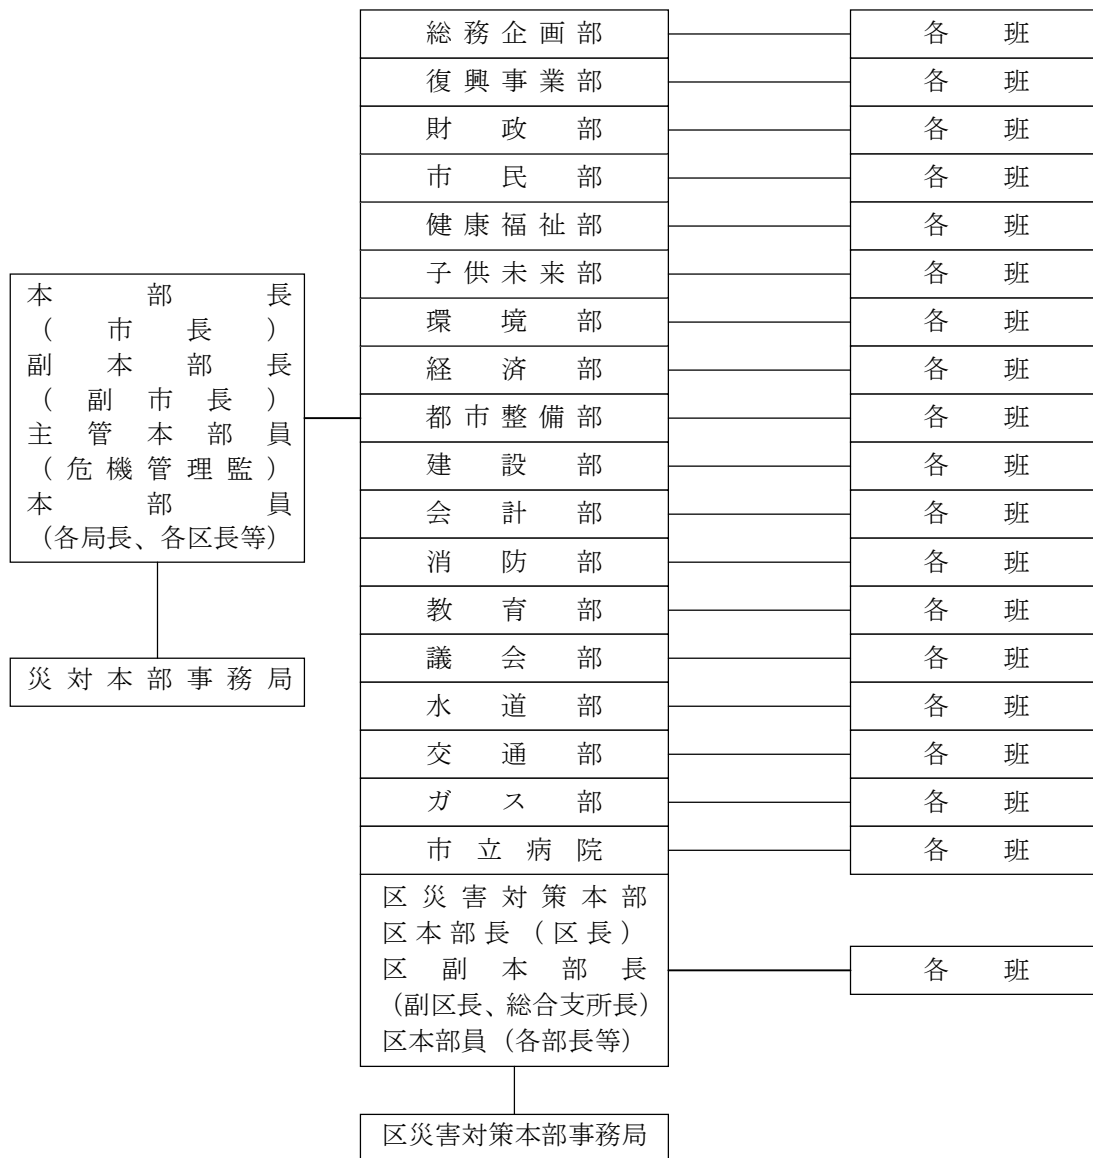 総務企画部 各班
復興事業部 各班
財政部 各班
市民部 各班
健康福祉部 各班
子供未来部 各班
環境部 各班
経済部 各班
都市整備部 各班
建設部 各班
会計部 各班
消防部 各班
教育部 各班
議会部 各班
水道部 各班
交通部 各班
ガス部 各班
市立病院 各班
本部長
(市長)
副本部長
(副市長)
主管本部員
(危機管理監)
本部員
(各局長、各区長等)
災対本部事務局
区災害対策本部
区本部長(区長)
区副本部長
(副区長、総合支所長)
区本部員(各部長等)
各班
区災害対策本部事務局